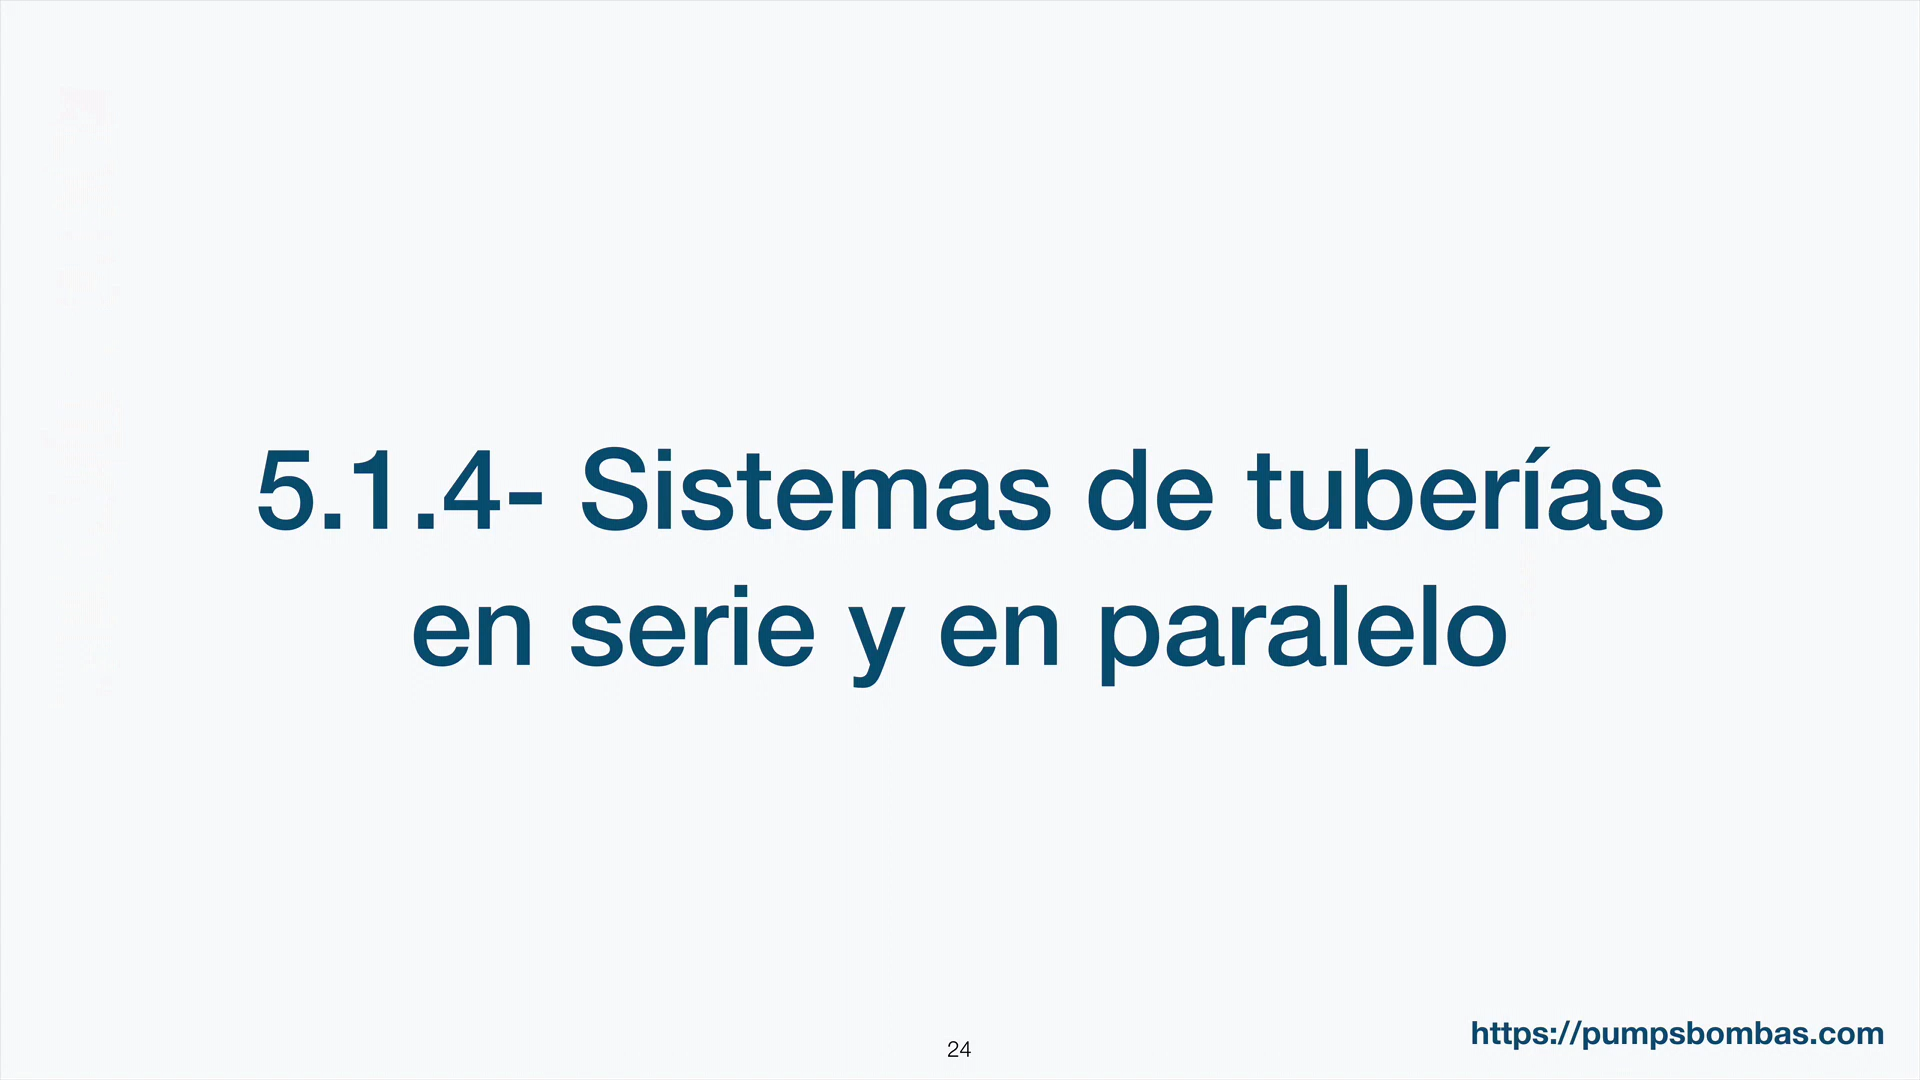 5.1.4- Sistemas de tuberías
en serie y en paralelo
24
https://pumpsbombas.com